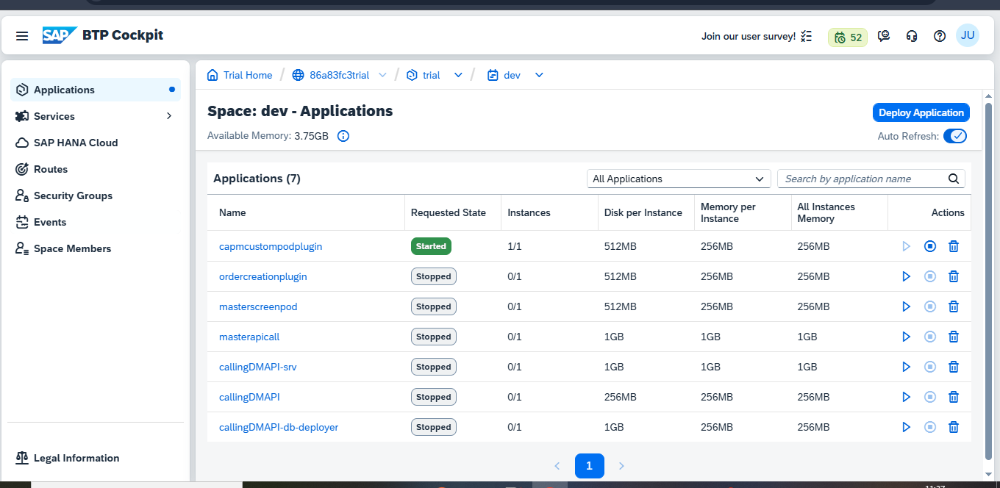 SAP BTP Cockpit
Join our user survey!
52
JU
Applications
Services
SAP HANA Cloud
Routes
Security Groups
Events
Space Members
Legal Information
Trial Home / 86a83fc3trial / trial / dev
Space: dev - Applications
Deploy Application
Available Memory: 3.75GB
Auto Refresh:
Applications (7)
All Applications
Search by application name
Name Requested State Instances Disk per Instance Memory per Instance All Instances Memory Actions
capmcustompodplugin Started 1/1 512MB 256MB 256MB
ordercreationplugin Stopped 0/1 512MB 256MB 256MB
masterscreenpod Stopped 0/1 512MB 256MB 256MB
masterapicall Stopped 0/1 1GB 1GB 1GB
callingDMAPI-srv Stopped 0/1 1GB 1GB 1GB
callingDMAPI Stopped 0/1 256MB 256MB 256MB
callingDMAPI-db-deployer Stopped 0/1 1GB 256MB 256MB
1